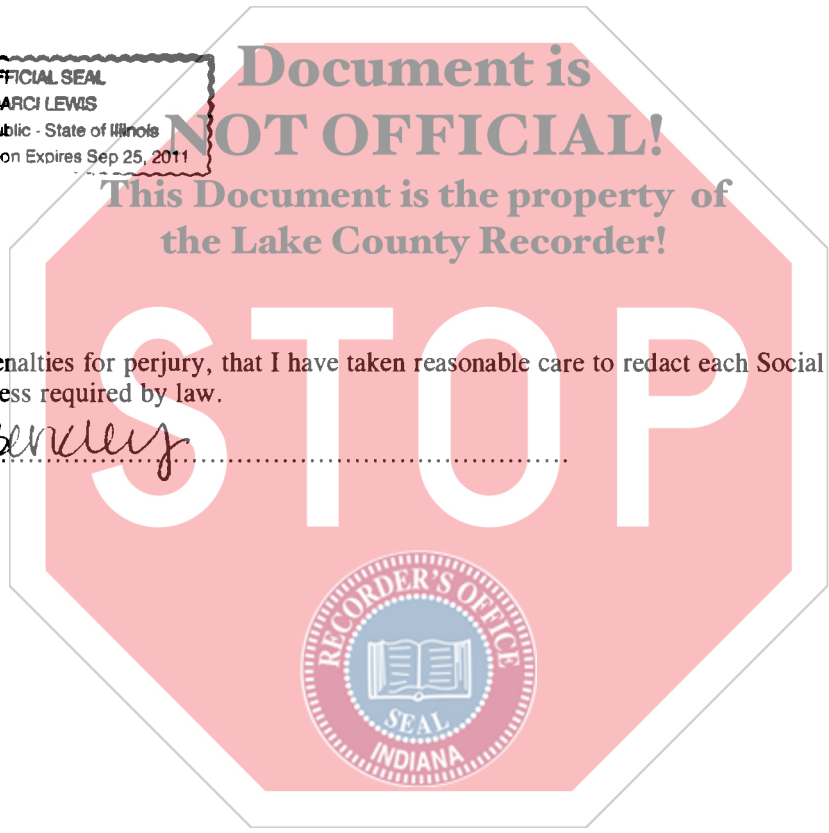 Document is
NOT OFFICIAL!
This Document is the property of
the Lake County Recorder!
FFICIAL SEAL
ARCI LEWIS
ublic - State of Illinois
on Expires Sep 25, 2011
STOP
enalties for perjury, that I have taken reasonable care to redact each Social
ess required by law.
RECORDER'S OFFICE
SEAL
INDIANA